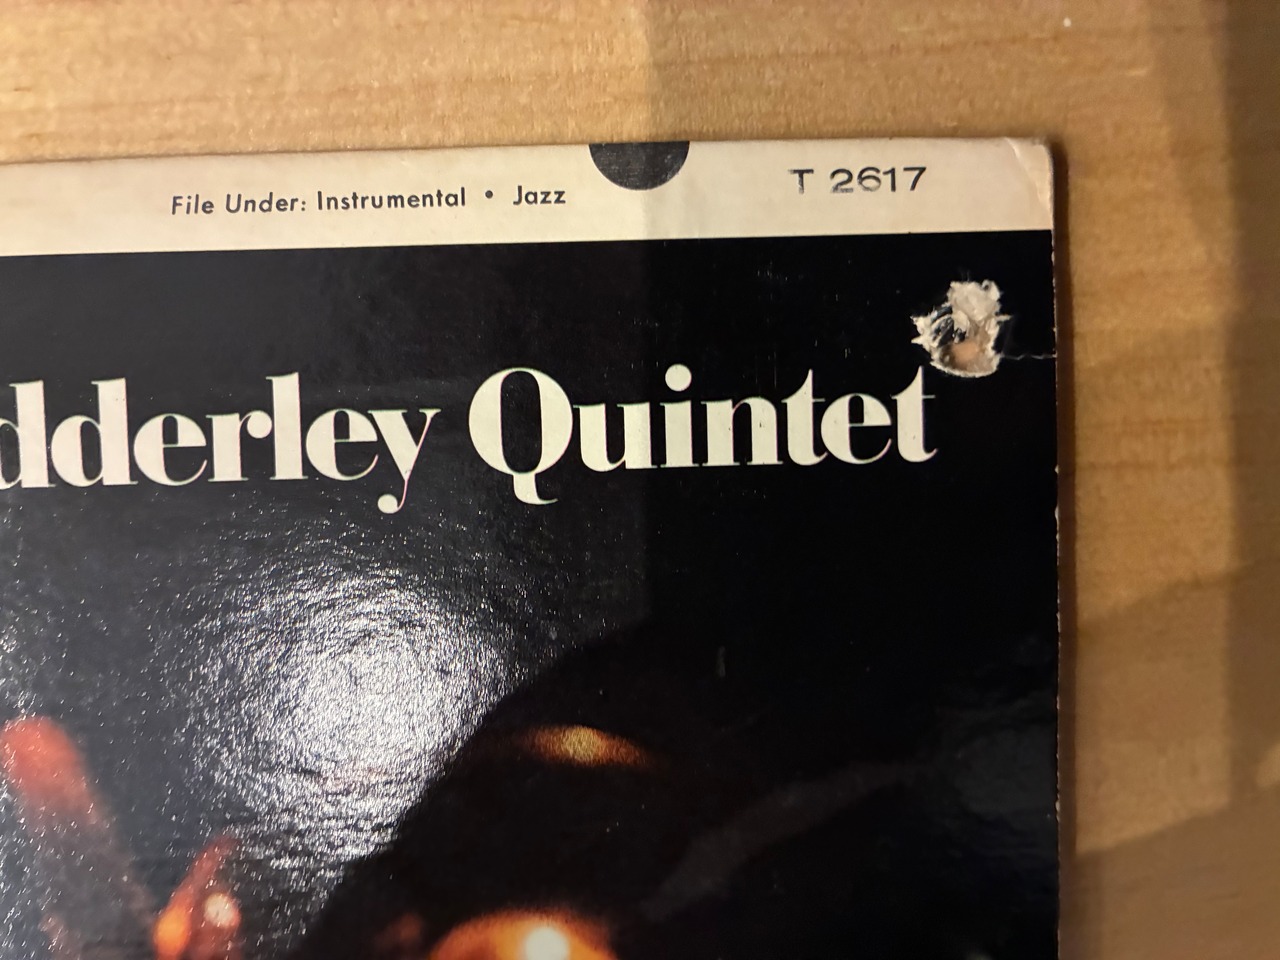 File Under: Instrumental • Jazz
T 2617
dderley Quintet